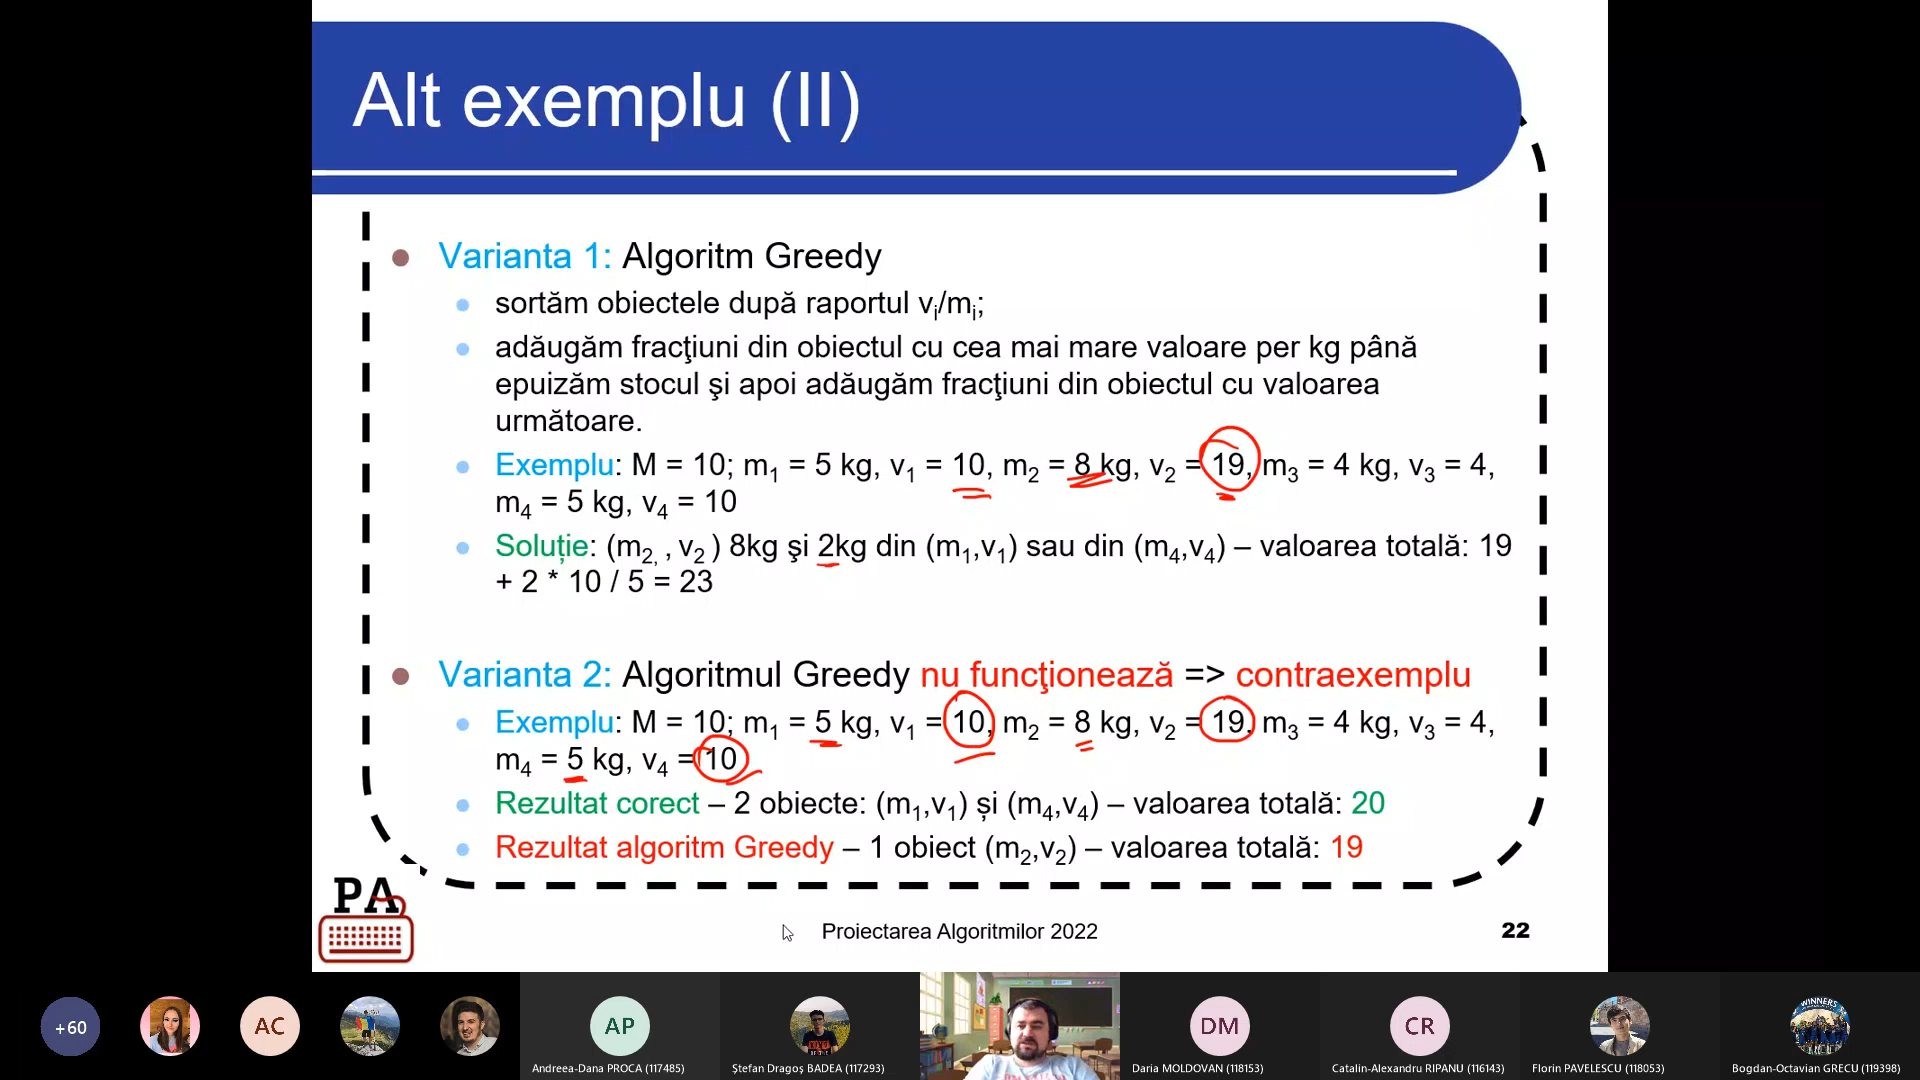 Alt exemplu (II)
Varianta 1: Algoritm Greedy
sortăm obiectele după raportul vi/mi;
adăugăm fracţiuni din obiectul cu cea mai mare valoare per kg până
epuizăm stocul şi apoi adăugăm fracţiuni din obiectul cu valoarea
următoare.
Exemplu: M = 10; m1 = 5 kg, v1 = 10, m2 = 8 kg, v2 = 19, m3 = 4 kg, v3 = 4,
m4 = 5 kg, v4 = 10
Soluție: (m2, , v2 ) 8kg şi 2kg din (m1,v1) sau din (m4,v4) – valoarea totală: 19
+ 2 * 10 / 5 = 23
Varianta 2: Algoritmul Greedy nu funcţionează => contraexemplu
Exemplu: M = 10; m1 = 5 kg, v1 = 10, m2 = 8 kg, v2 = 19, m3 = 4 kg, v3 = 4,
m4 = 5 kg, v4 = 10
Rezultat corect – 2 obiecte: (m1,v1) și (m4,v4) – valoarea totală: 20
Rezultat algoritm Greedy – 1 obiect (m2,v2) – valoarea totală: 19
PA
Proiectarea Algoritmilor 2022
22
+60
AC
AP
DM
CR
WINNERS
Andreea-Dana PROCA (117485)
Ștefan Dragoș BADEA (117293)
Daria MOLDOVAN (118153)
Catalin-Alexandru RIPANU (116143)
Florin PAVELESCU (118053)
Bogdan-Octavian GRECU (119398)